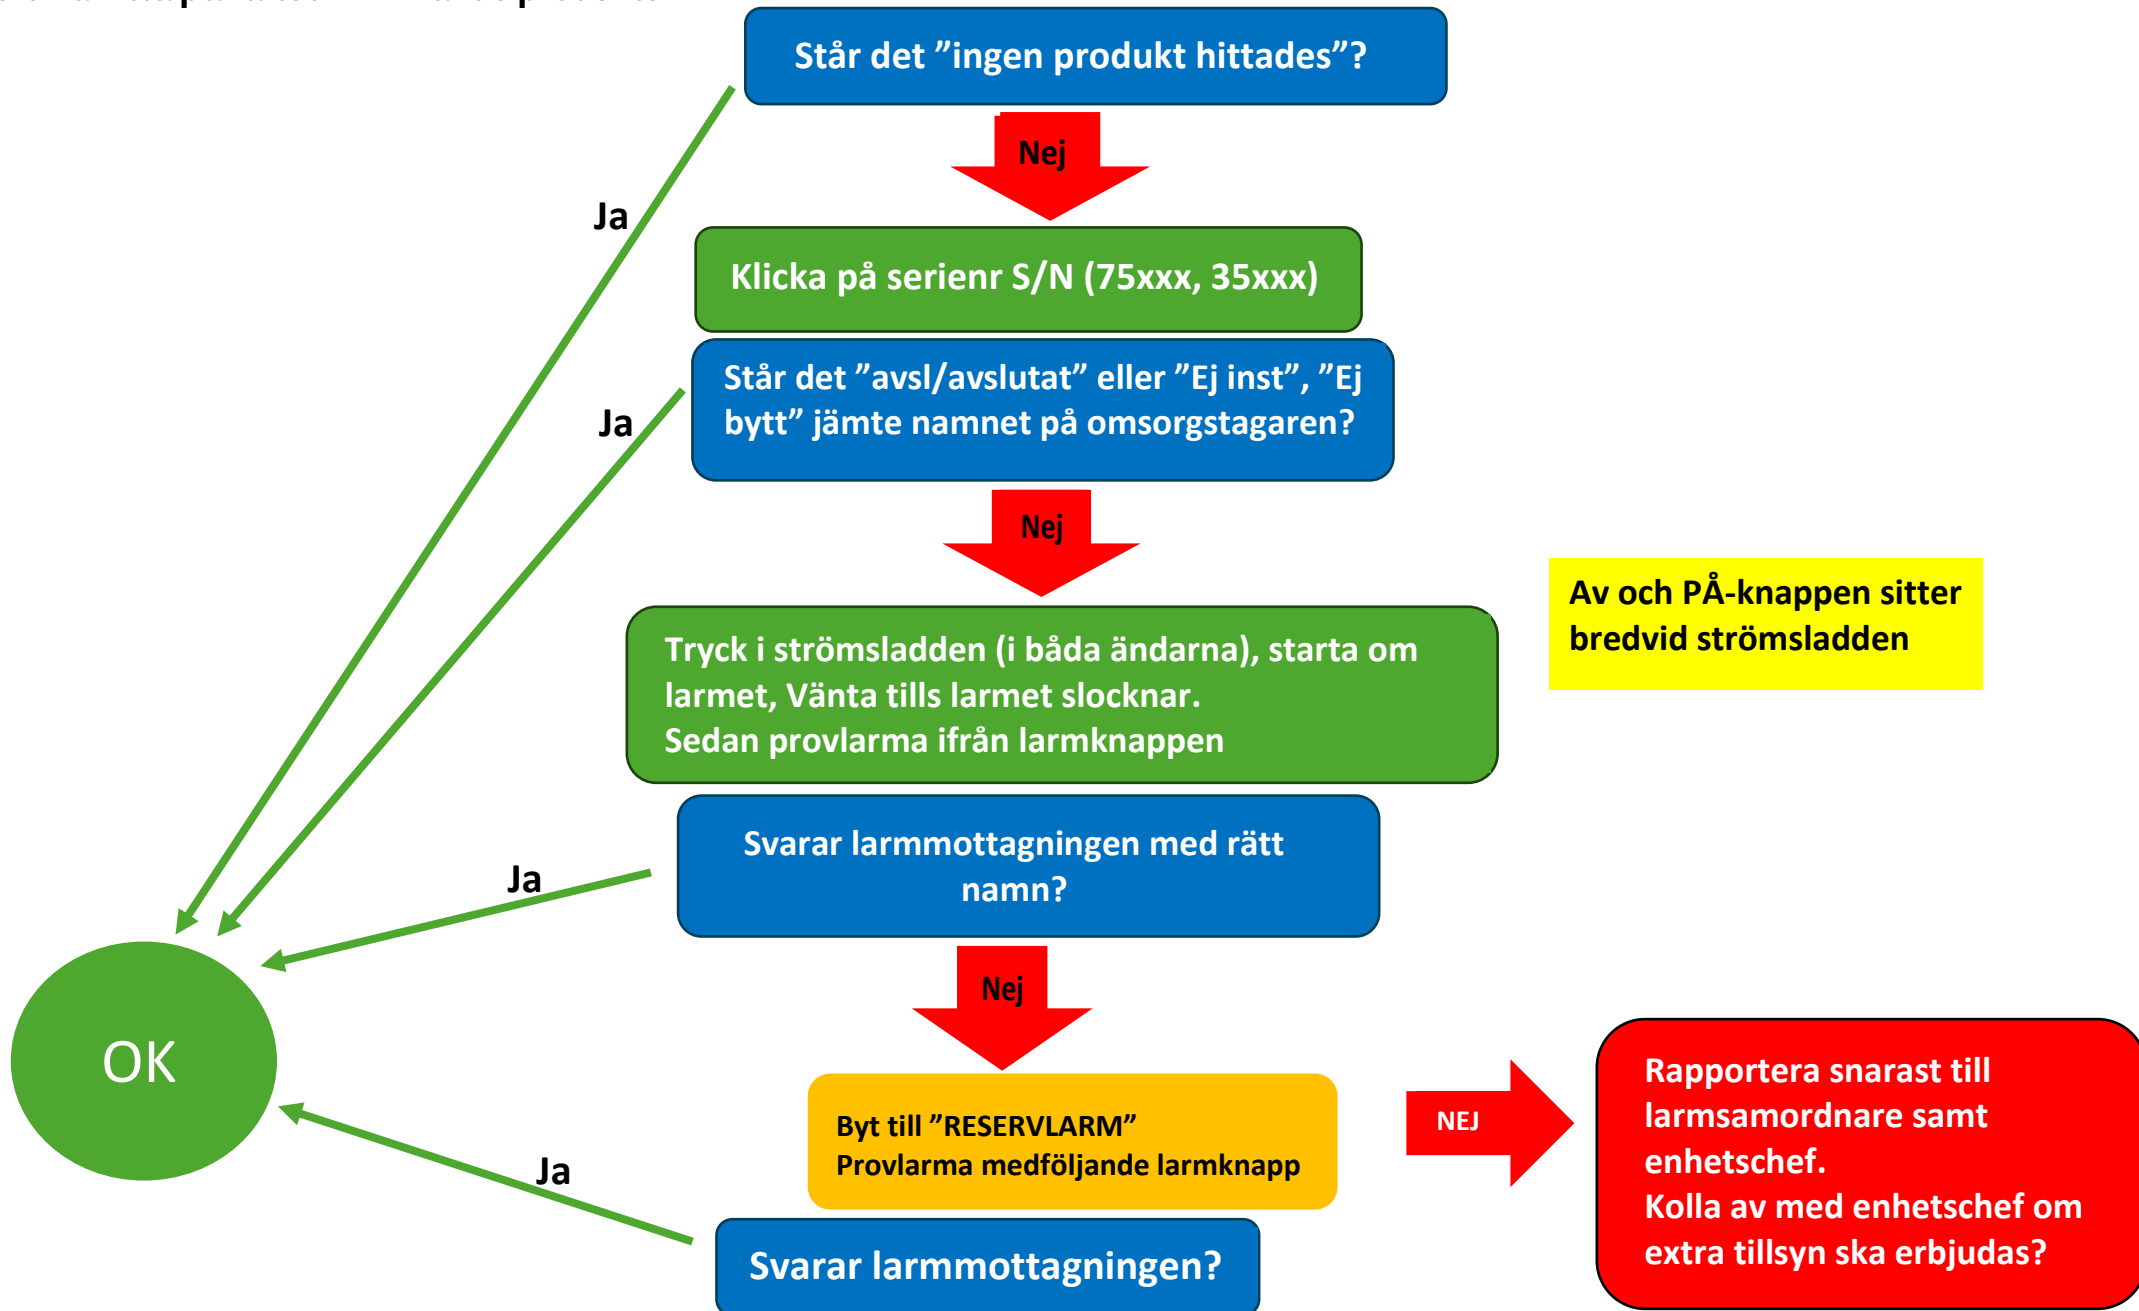 Står det ”ingen produkt hittades”?
Nej
Ja
Klicka på serienr S/N (75xxx, 35xxx)
Står det ”avsl/avslutat” eller ”Ej inst”, ”Ej
bytt” jämte namnet på omsorgstagaren?
Ja
Nej
Av och PÅ-knappen sitter
bredvid strömsladden
Tryck i strömsladden (i båda ändarna), starta om
larmet, Vänta tills larmet slocknar.
Sedan provlarma ifrån larmknappen
Svarar larmmottagningen med rätt
namn?
Ja
Nej
OK
Byt till ”RESERVLARM”
Provlarma medföljande larmknapp
NEJ
Rapportera snarast till
larmsamordnare samt
enhetschef.
Kolla av med enhetschef om
extra tillsyn ska erbjudas?
Ja
Svarar larmmottagningen?